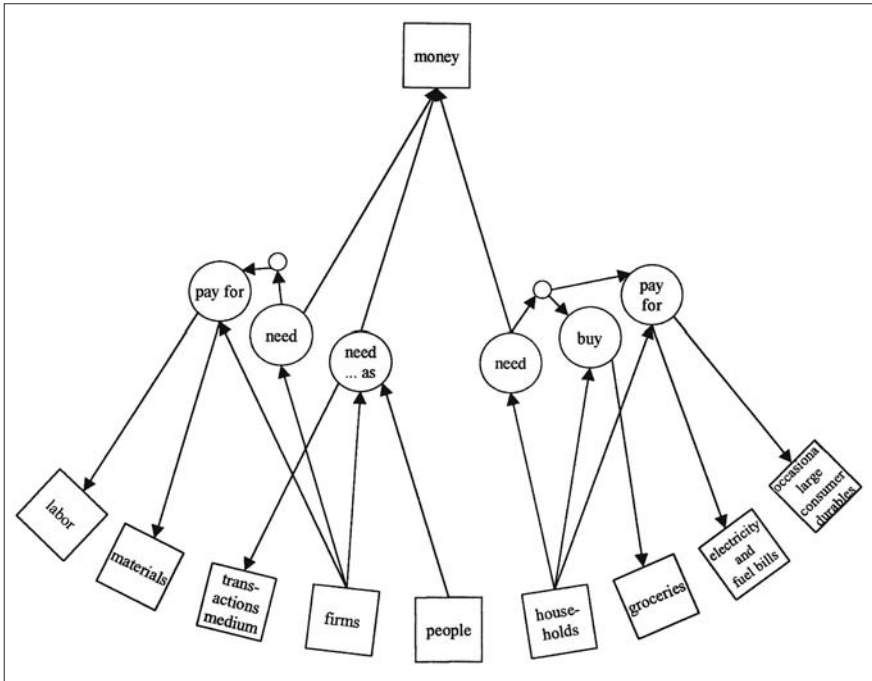 money
pay for
need
need
... as
need
buy
pay
for
labor
materials
trans-
actions
medium
firms
people
house-
holds
groceries
electricity
and
fuel bills
occasiona
large
consumer
durables